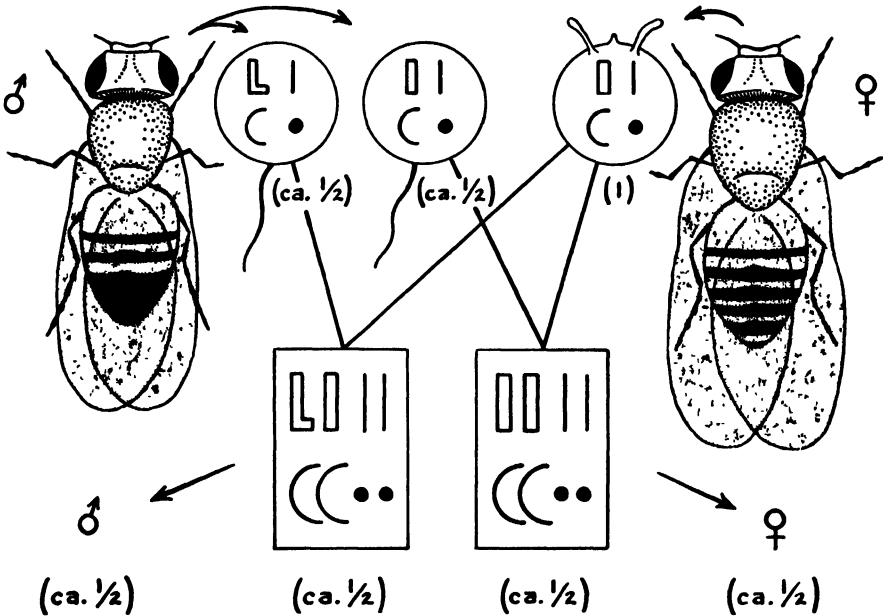 ♂
♀
(ca. ½)
(ca. ½)
(1)
♂
♀
(ca. ½)
(ca. ½)
(ca. ½)
(ca. ½)